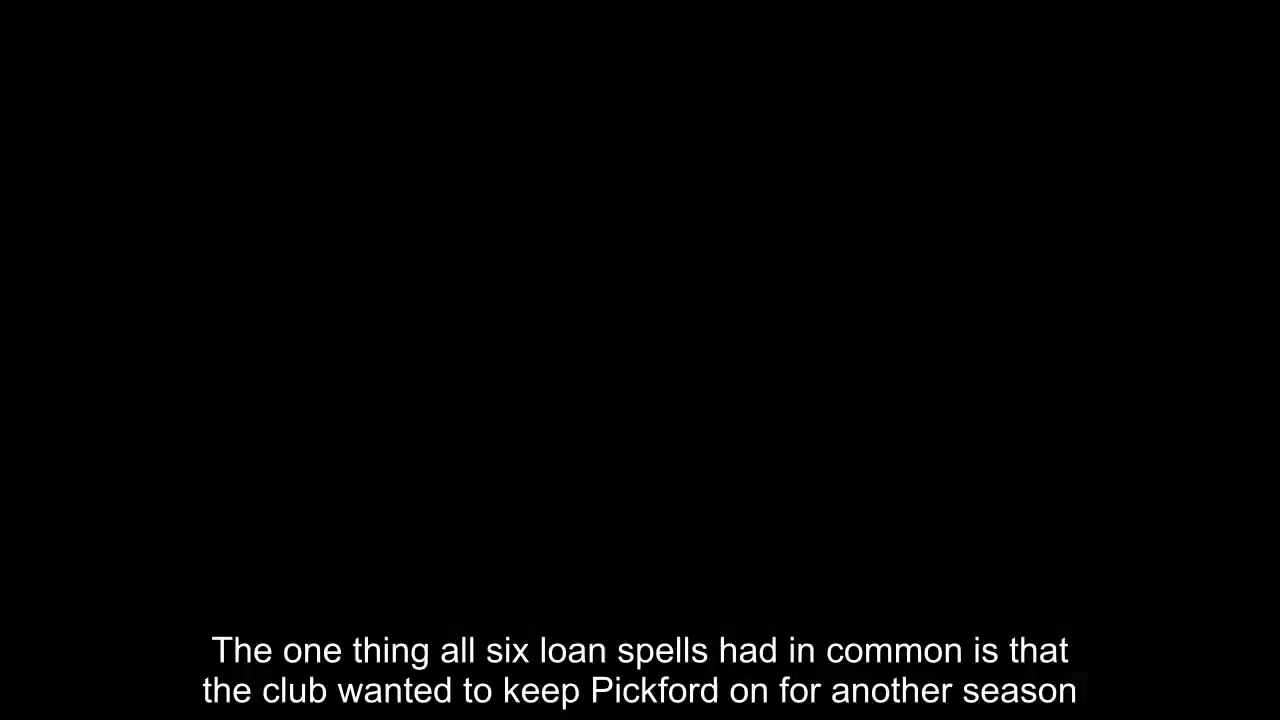 The one thing all six loan spells had in common is that
the club wanted to keep Pickford on for another season